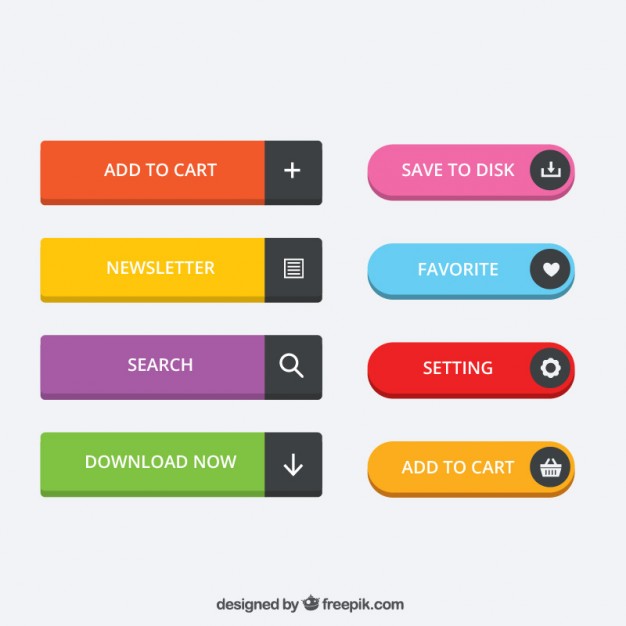 ADD TO CART
NEWSLETTER
SEARCH
DOWNLOAD NOW
SAVE TO DISK
FAVORITE
SETTING
ADD TO CART
designed by freepik.com